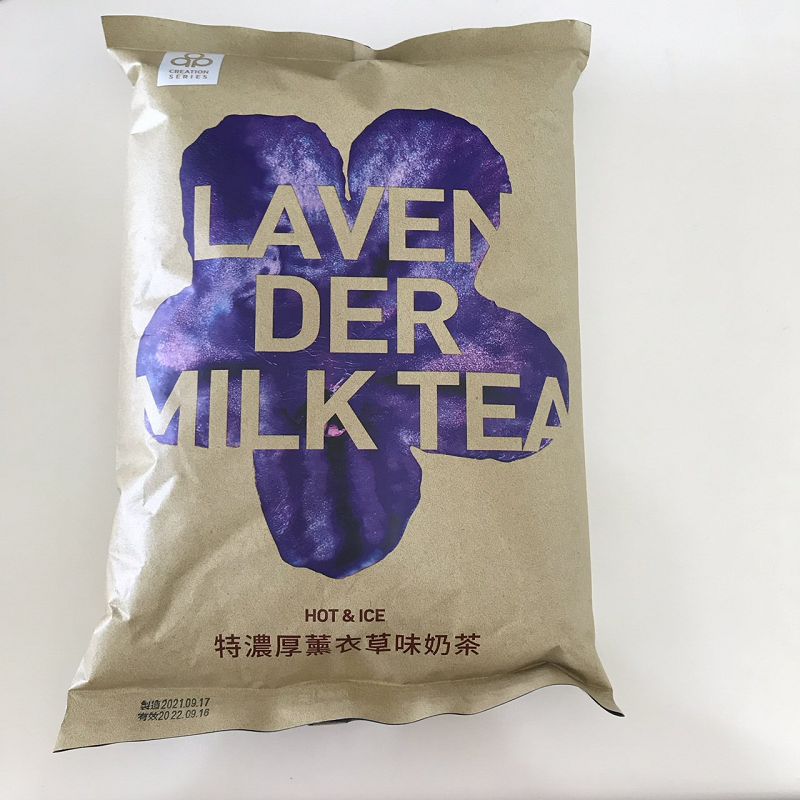 CREATION
SERIES
LAVEN
DER
MILK TEA
HOT & ICE
特濃厚薰衣草味奶茶
製造2021.09.17
有效2022.09.16